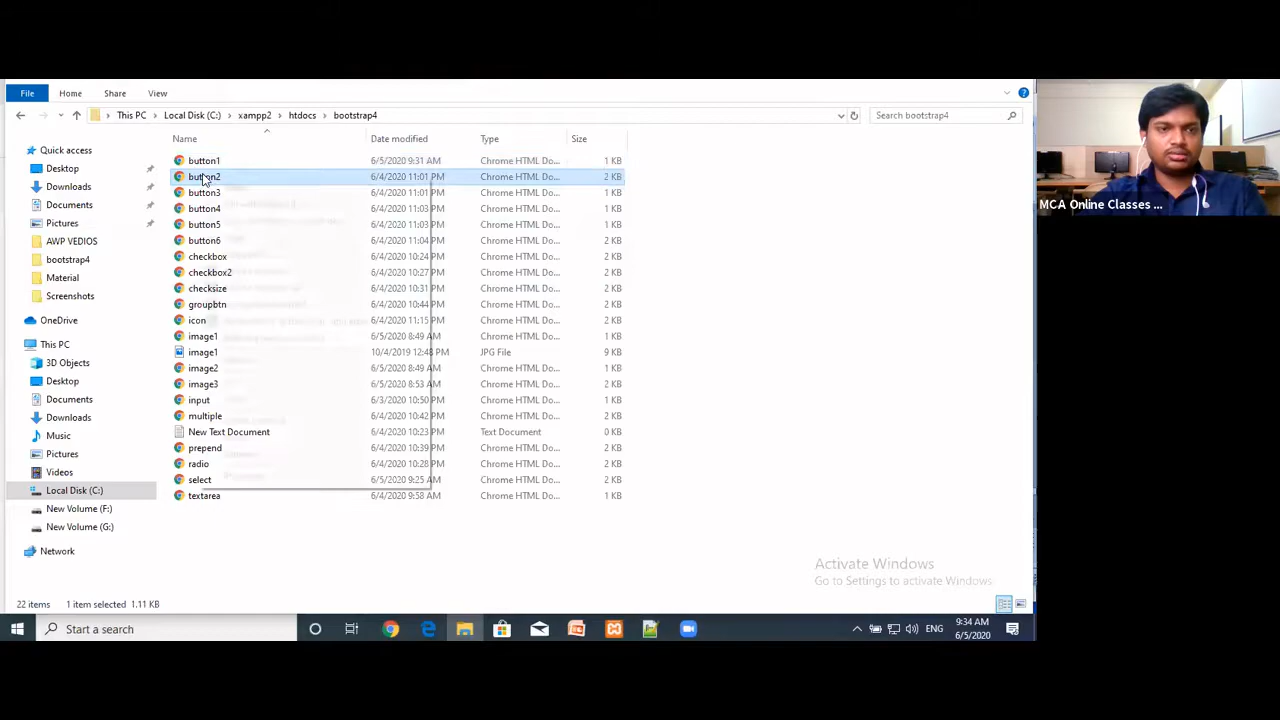 File Home Share View
This PC Local Disk (C:) xampp2 htdocs bootstrap4 Search bootstrap4
Name Date modified Type Size
Quick access
Desktop
Downloads
Documents
Pictures
AWP VEDIOS
bootstrap4
Material
Screenshots
OneDrive
This PC
3D Objects
Desktop
Documents
Downloads
Music
Pictures
Videos
Local Disk (C:)
New Volume (F:)
New Volume (G:)
Network
button1 6/5/2020 9:31 AM Chrome HTML Do... 1 KB
button2 6/4/2020 11:01 PM Chrome HTML Do... 2 KB
button3 6/4/2020 11:01 PM Chrome HTML Do... 1 KB
button4 6/4/2020 11:03 PM Chrome HTML Do... 1 KB
button5 6/4/2020 11:03 PM Chrome HTML Do... 1 KB
button6 6/4/2020 11:04 PM Chrome HTML Do... 2 KB
checkbox 6/4/2020 10:24 PM Chrome HTML Do... 2 KB
checkbox2 6/4/2020 10:27 PM Chrome HTML Do... 2 KB
checksize 6/4/2020 10:31 PM Chrome HTML Do... 2 KB
groupbtn 6/4/2020 10:44 PM Chrome HTML Do... 2 KB
icon 6/4/2020 11:15 PM Chrome HTML Do... 2 KB
image1 6/5/2020 8:49 AM Chrome HTML Do... 1 KB
image1 10/4/2019 12:48 PM JPG File 9 KB
image2 6/5/2020 8:49 AM Chrome HTML Do... 1 KB
image3 6/5/2020 8:53 AM Chrome HTML Do... 1 KB
input 6/3/2020 10:50 PM Chrome HTML Do... 1 KB
multiple 6/4/2020 10:42 PM Chrome HTML Do... 2 KB
New Text Document 6/4/2020 10:23 PM Text Document 0 KB
prepend 6/4/2020 10:39 PM Chrome HTML Do... 2 KB
radio 6/4/2020 10:28 PM Chrome HTML Do... 2 KB
select 6/5/2020 9:25 AM Chrome HTML Do... 2 KB
textarea 6/4/2020 9:58 AM Chrome HTML Do... 1 KB
Activate Windows
Go to Settings to activate Windows.
22 items 1 item selected 1.11 KB
Start a search
ENG
9:34 AM
6/5/2020
MCA Online Classes ...